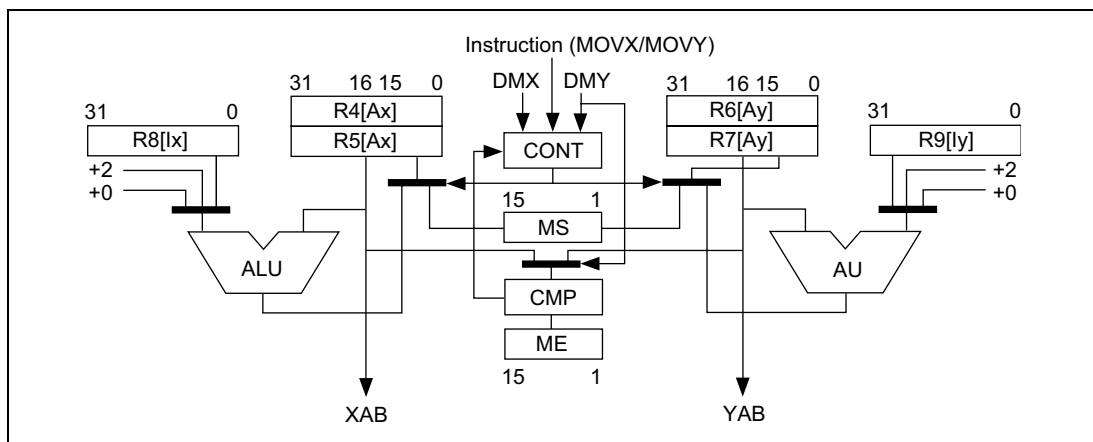 Instruction (MOVX/MOVY)
DMX DMY
31 16 15 0
31 16 15 0
31 0
31 0
R4[Ax]
R6[Ay]
R8[Ix]
R5[Ax]
CONT
R7[Ay]
R9[Iy]
+2
+0
+2
+0
15 1
MS
ALU
AU
CMP
ME
15 1
XAB
YAB